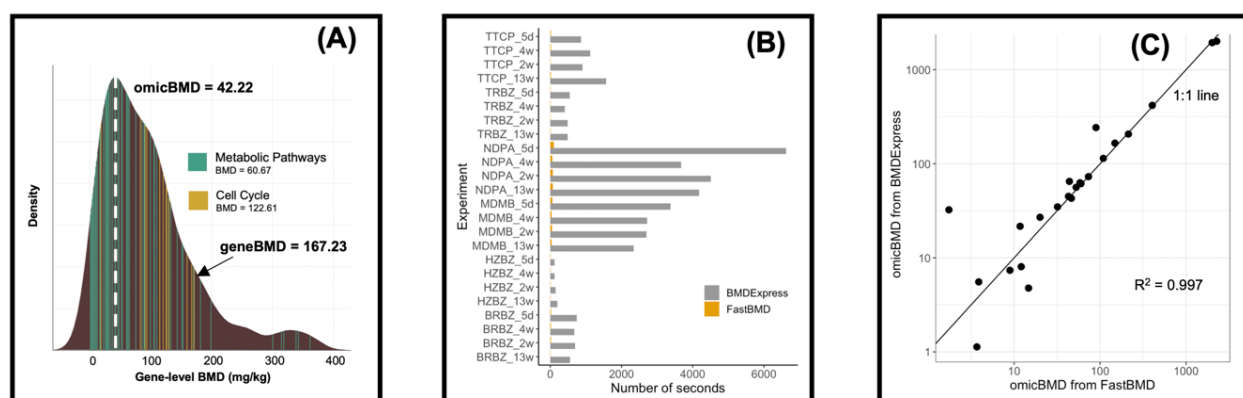 (A)
omicBMD = 42.22
Metabolic Pathways
BMD = 60.67
Cell Cycle
BMD = 122.61
geneBMD = 167.23
Density
0 100 200 300 400
Gene-level BMD (mg/kg)
(B)
Experiment
TTCP_5d
TTCP_4w
TTCP_2w
TTCP_13w
TRBZ_5d
TRBZ_4w
TRBZ_2w
TRBZ_13w
NDPA_5d
NDPA_4w
NDPA_2w
NDPA_13w
MDMB_5d
MDMB_4w
MDMB_2w
MDMB_13w
HZBZ_5d
HZBZ_4w
HZBZ_2w
HZBZ_13w
BRBZ_5d
BRBZ_4w
BRBZ_2w
BRBZ_13w
BMDExpress
FastBMD
0 2000 4000 6000
Number of seconds
(C)
omicBMD from BMDExpress
1000
100
10
1
1:1 line
R² = 0.997
10 100 1000
omicBMD from FastBMD